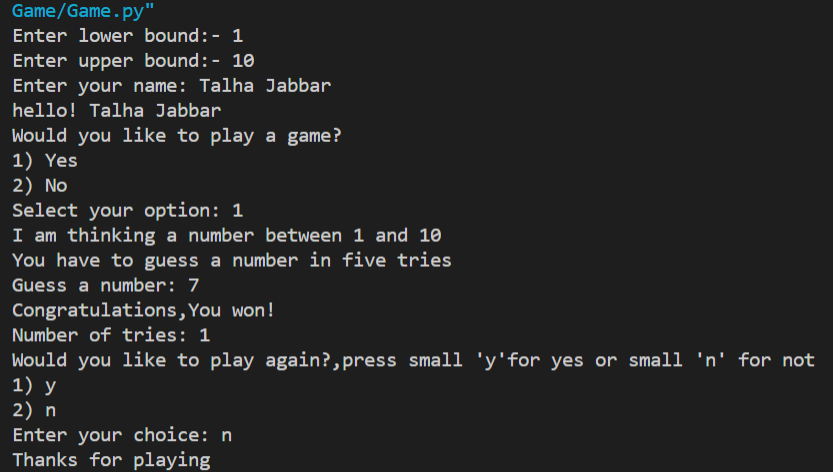 Game/Game.py"
Enter lower bound:- 1
Enter upper bound:- 10
Enter your name: Talha Jabbar
hello! Talha Jabbar
Would you like to play a game?
1) Yes
2) No
Select your option: 1
I am thinking a number between 1 and 10
You have to guess a number in five tries
Guess a number: 7
Congratulations,You won!
Number of tries: 1
Would you like to play again?,press small 'y'for yes or small 'n' for not
1) y
2) n
Enter your choice: n
Thanks for playing